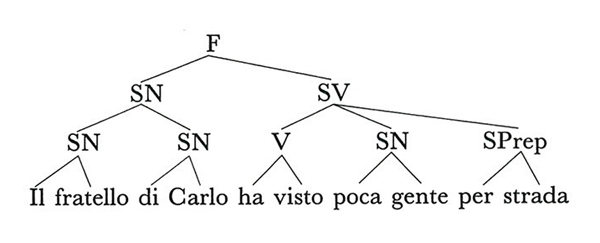 F
SN SV
SN SN V SN SPrep
Il fratello di Carlo ha visto poca gente per strada